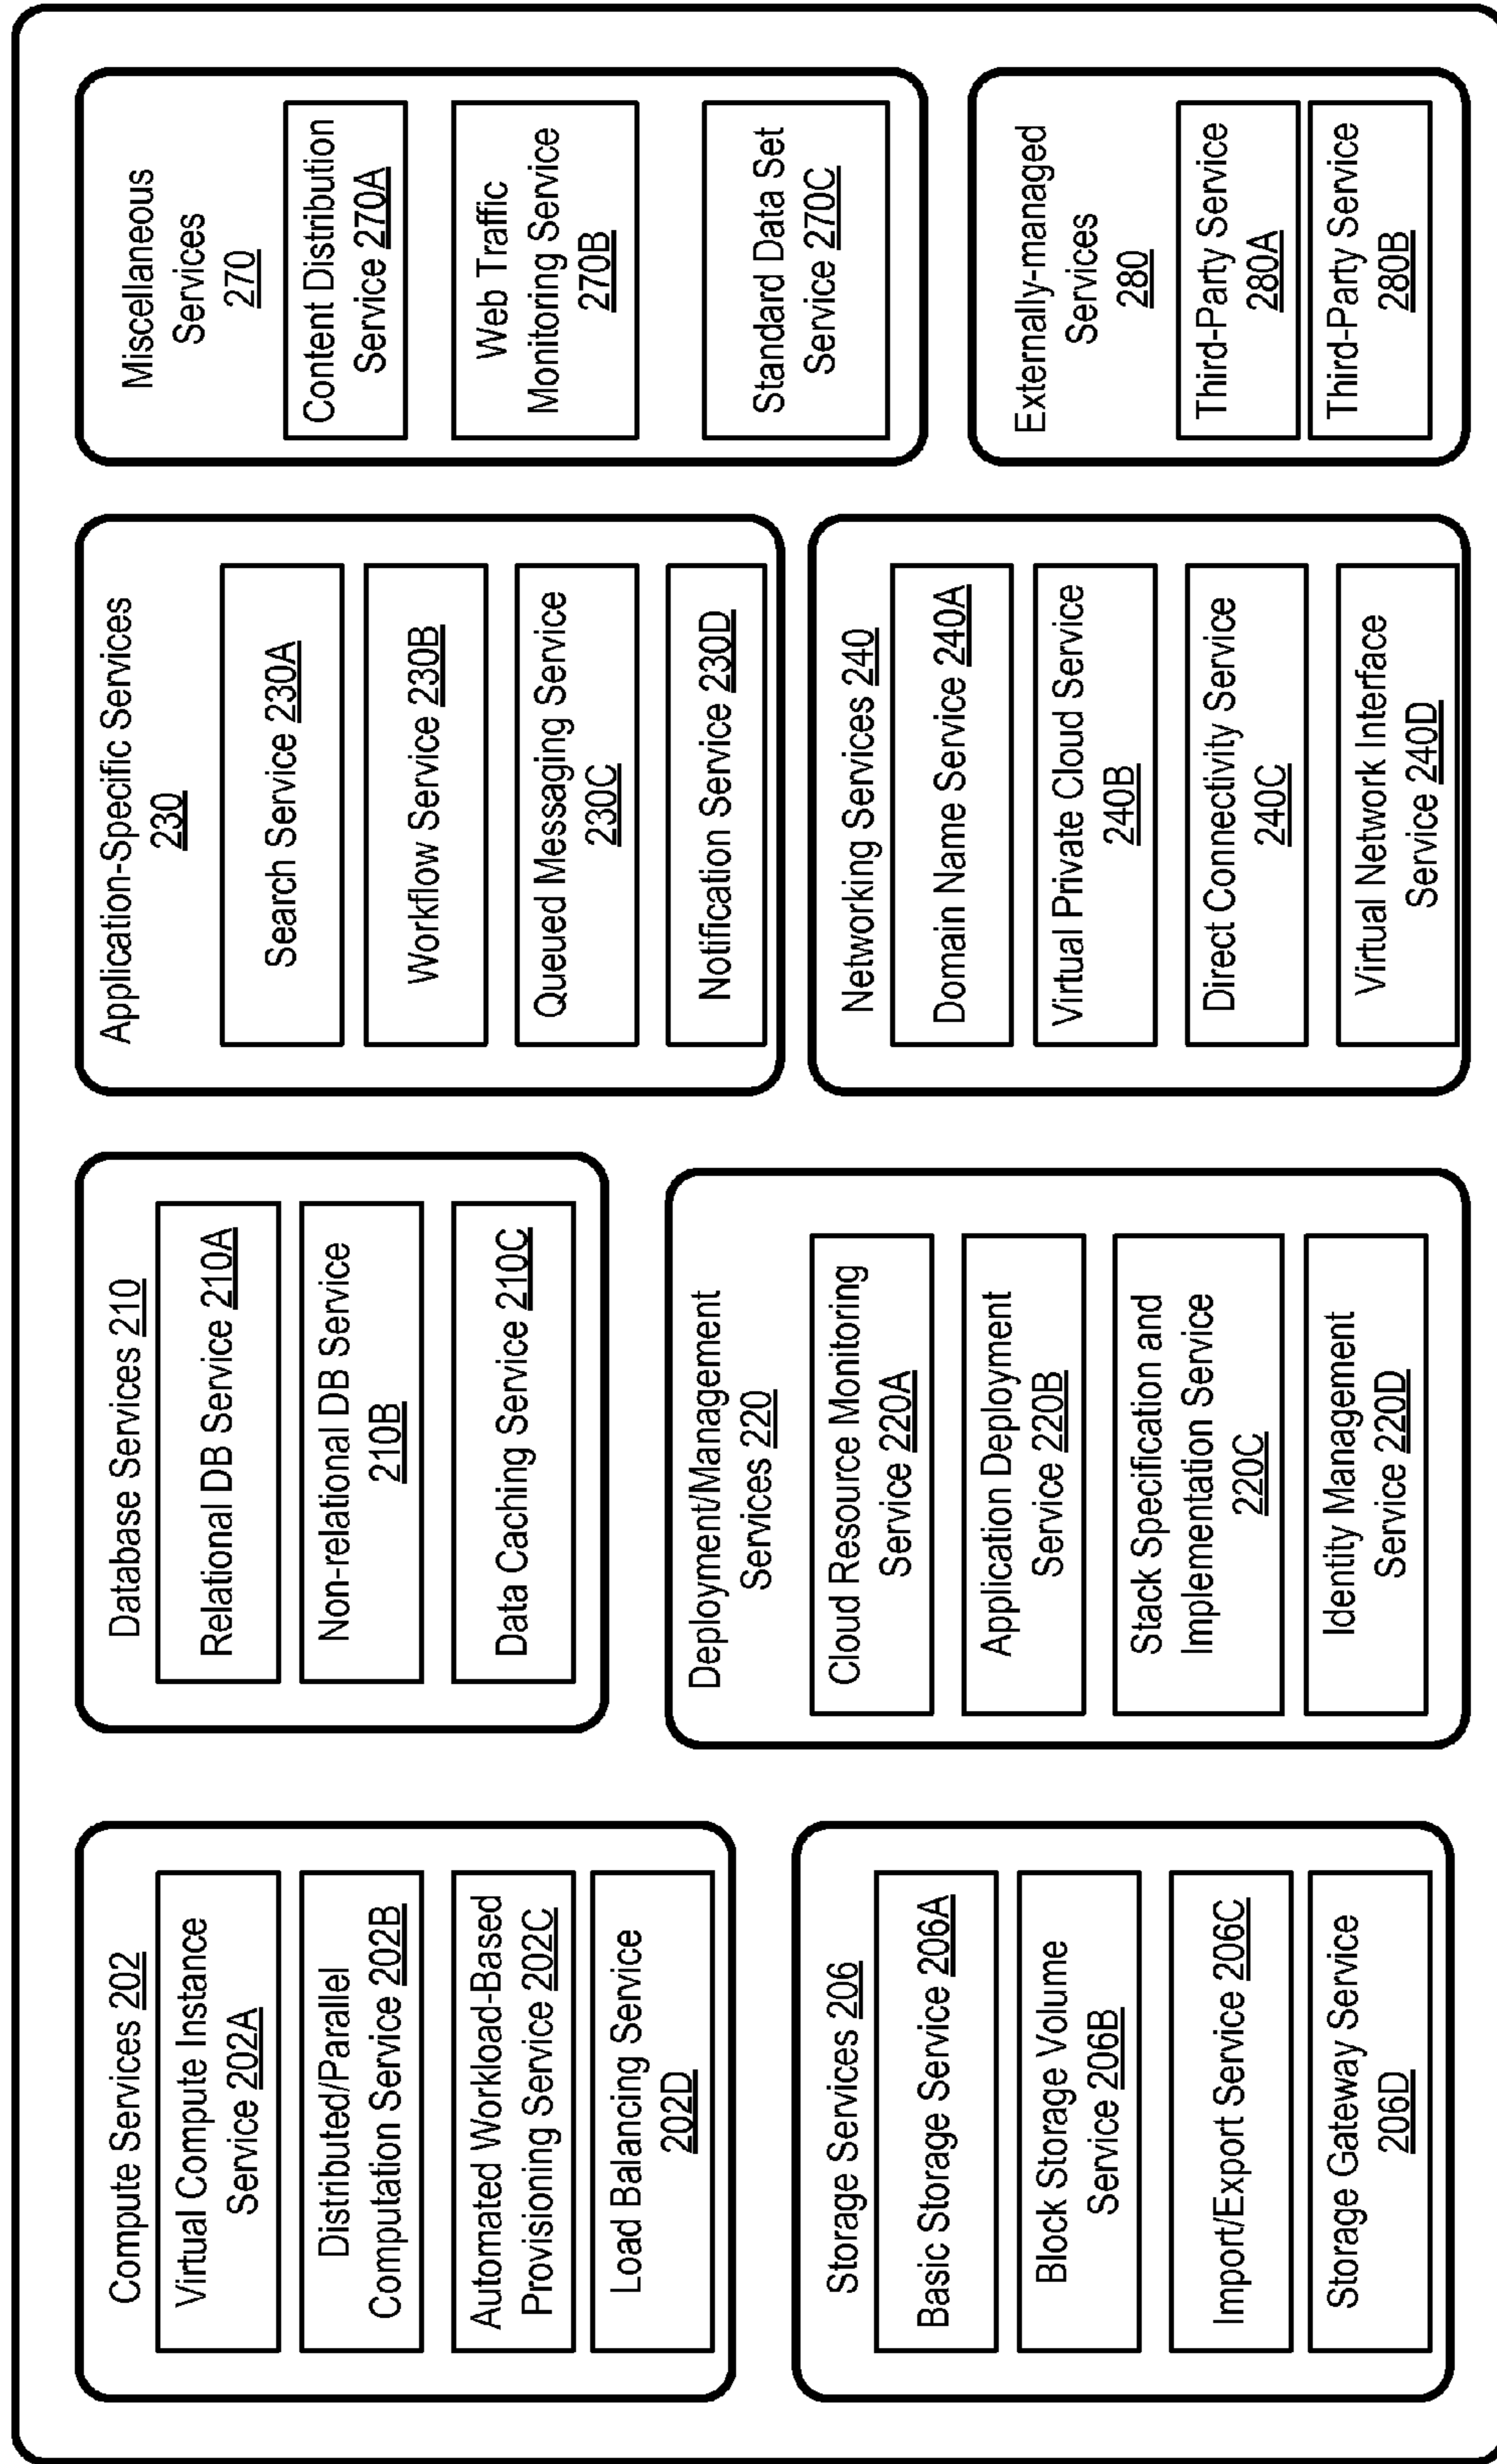 Compute Services 202
Virtual Compute Instance
Service 202A
Distributed/Parallel
Computation Service 202B
Automated Workload-Based
Provisioning Service 202C
Load Balancing Service
202D
Storage Services 206
Basic Storage Service 206A
Block Storage Volume
Service 206B
Import/Export Service 206C
Storage Gateway Service
206D
Database Services 210
Relational DB Service 210A
Non-relational DB Service
210B
Data Caching Service 210C
Deployment/Management
Services 220
Cloud Resource Monitoring
Service 220A
Application Deployment
Service 220B
Stack Specification and
Implementation Service
220C
Identity Management
Service 220D
Application-Specific Services
230
Search Service 230A
Workflow Service 230B
Queued Messaging Service
230C
Notification Service 230D
Networking Services 240
Domain Name Service 240A
Virtual Private Cloud Service
240B
Direct Connectivity Service
240C
Virtual Network Interface
Service 240D
Miscellaneous
Services
270
Content Distribution
Service 270A
Web Traffic
Monitoring Service
270B
Standard Data Set
Service 270C
Externally-managed
Services
280
Third-Party Service
280A
Third-Party Service
280B